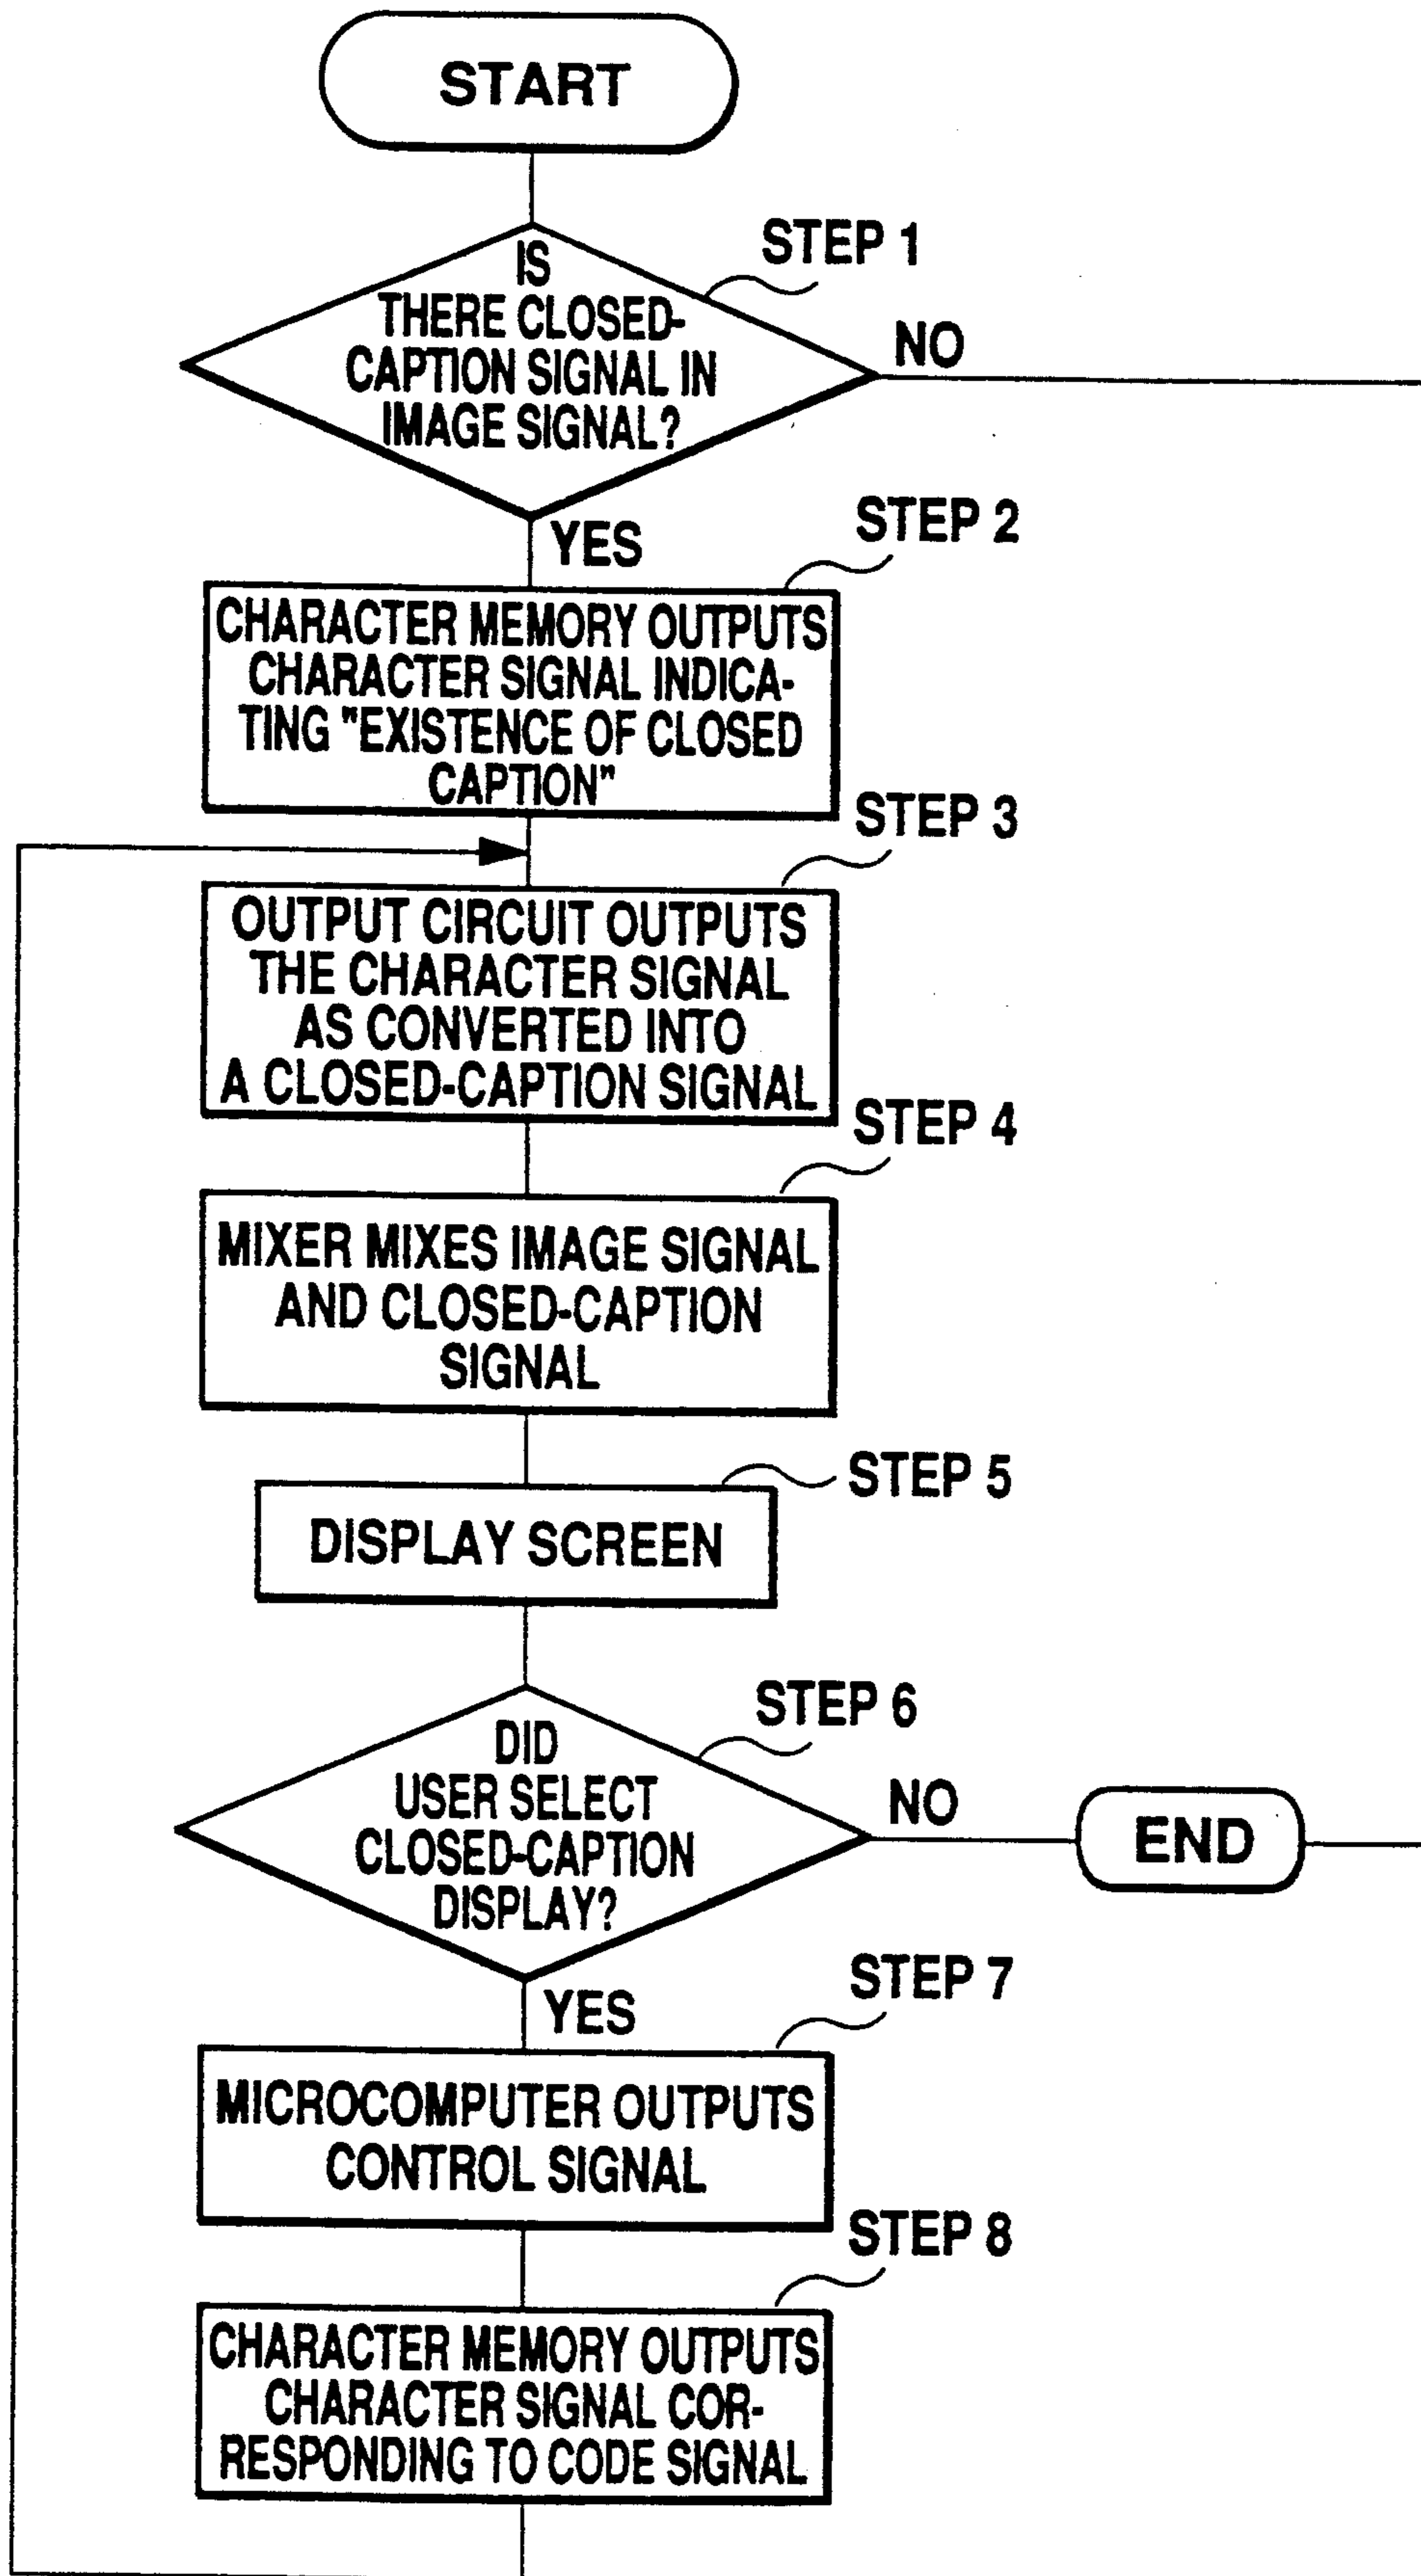 START
STEP 1
IS
THERE CLOSED-
CAPTION SIGNAL IN
IMAGE SIGNAL?
NO
YES
STEP 2
CHARACTER MEMORY OUTPUTS
CHARACTER SIGNAL INDICA-
TING "EXISTENCE OF CLOSED
CAPTION"
STEP 3
OUTPUT CIRCUIT OUTPUTS
THE CHARACTER SIGNAL
AS CONVERTED INTO
A CLOSED-CAPTION SIGNAL
STEP 4
MIXER MIXES IMAGE SIGNAL
AND CLOSED-CAPTION
SIGNAL
STEP 5
DISPLAY SCREEN
STEP 6
DID
USER SELECT
CLOSED-CAPTION
DISPLAY?
NO
END
YES
STEP 7
MICROCOMPUTER OUTPUTS
CONTROL SIGNAL
STEP 8
CHARACTER MEMORY OUTPUTS
CHARACTER SIGNAL COR-
RESPONDING TO CODE SIGNAL